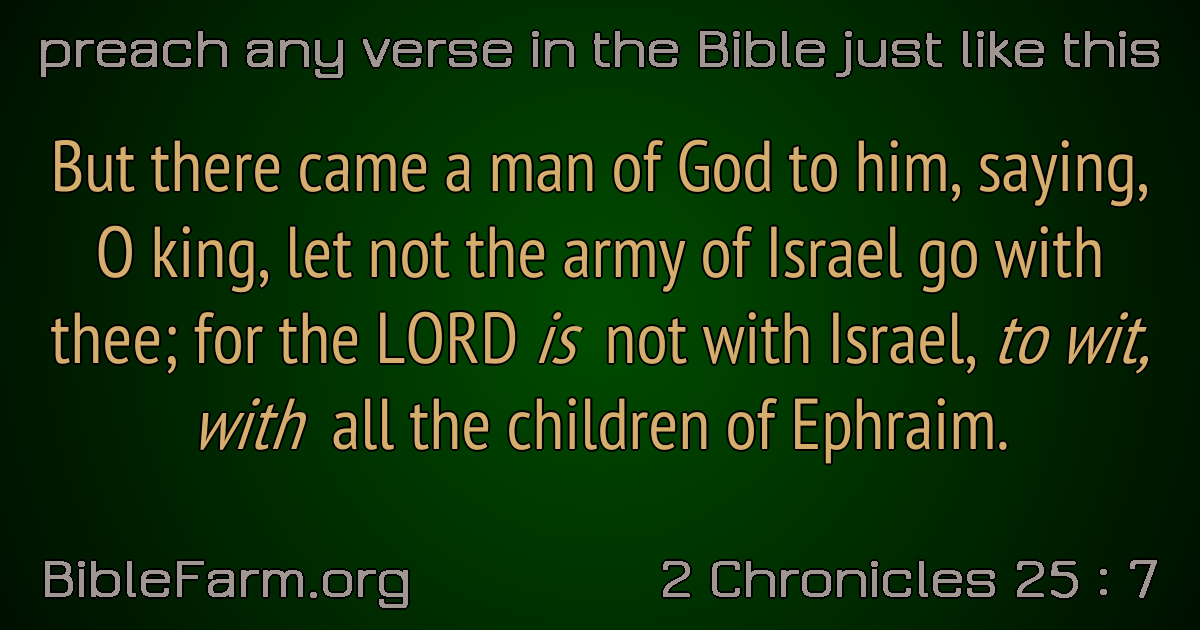 preach any verse in the Bible just like this
But there came a man of God to him, saying,
O king, let not the army of Israel go with
thee; for the LORD is not with Israel, to wit,
with all the children of Ephraim.
BibleFarm.org
2 Chronicles 25 : 7